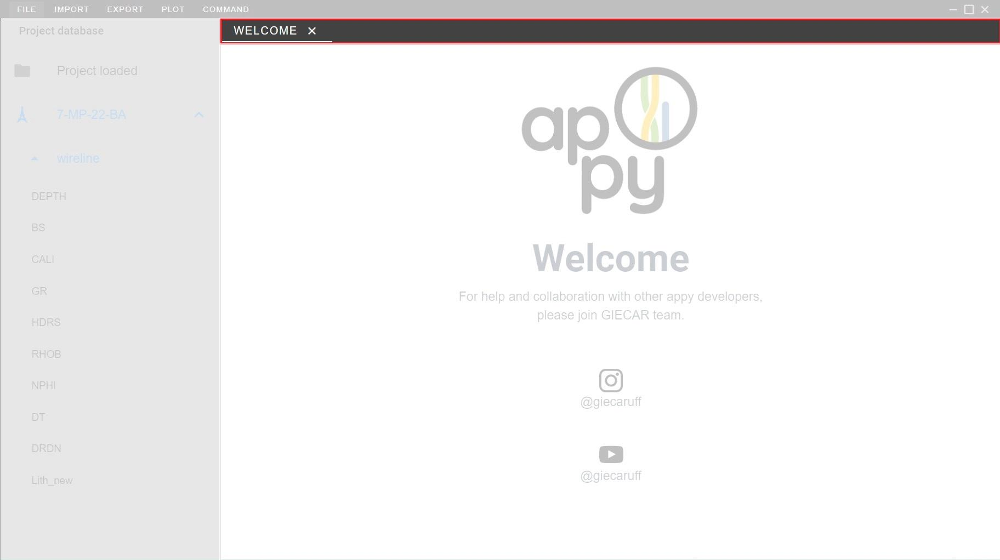 FILE IMPORT EXPORT PLOT COMMAND
Project database
WELCOME
Project loaded
7-MP-22-BA
wireline
DEPTH
BS
CALI
GR
HDRS
RHOB
NPHI
DT
DRDN
Lith_new
appy
Welcome
For help and collaboration with other appy developers,
please join GIECAR team.
@giecaruff
@giecaruff